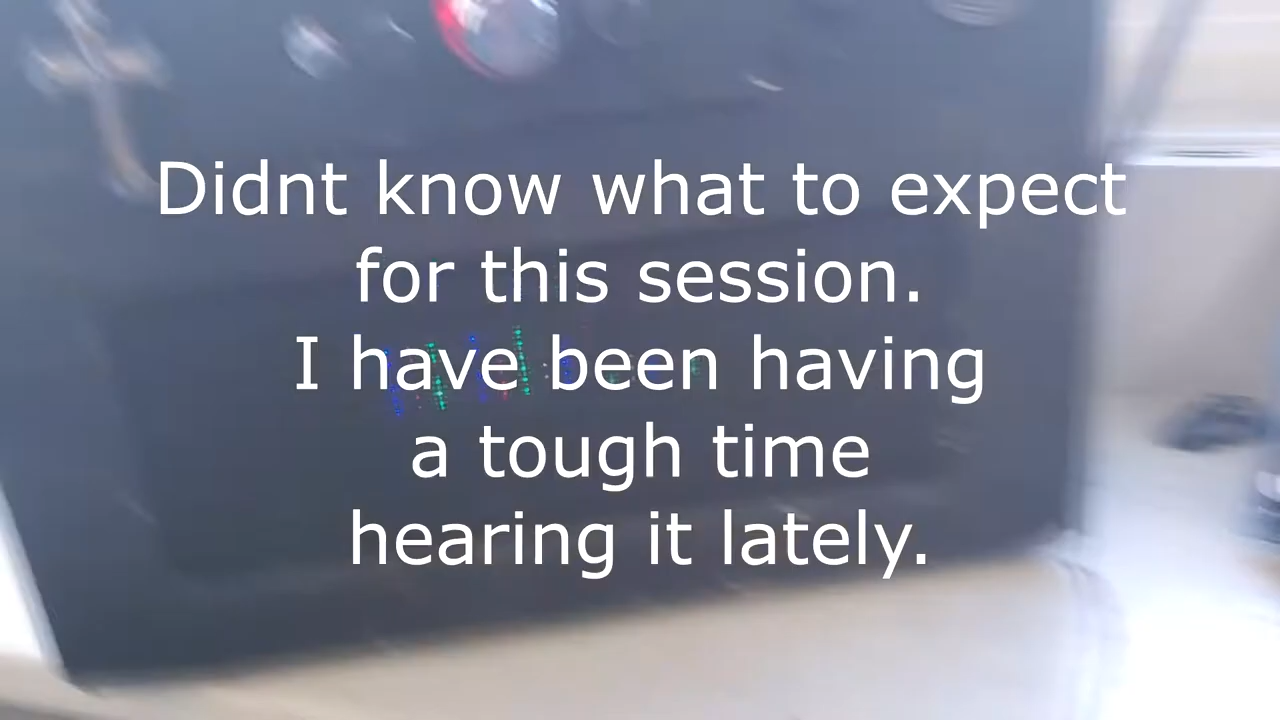 Didnt know what to expect
for this session.
I have been having
a tough time
hearing it lately.